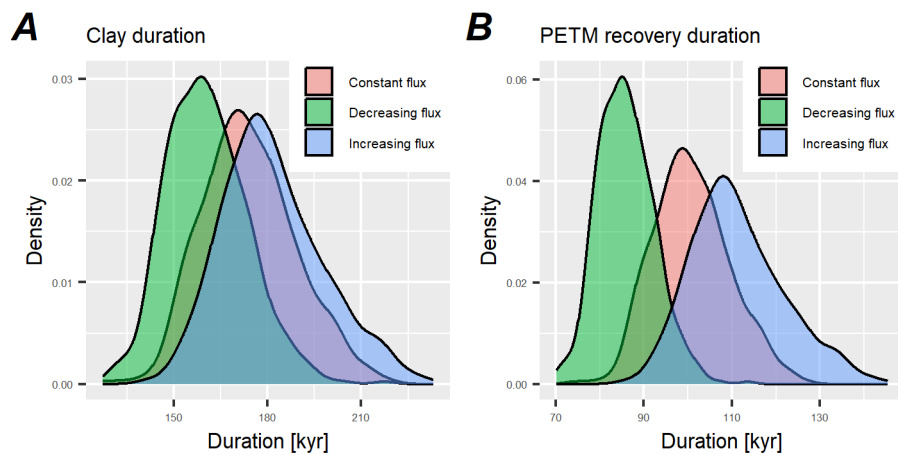 A
Clay duration
Constant flux
Decreasing flux
Increasing flux
Density
0.03
0.02
0.01
0.00
150
180
210
Duration [kyr]
B
PETM recovery duration
Constant flux
Decreasing flux
Increasing flux
Density
0.06
0.04
0.02
0.00
70
90
110
130
Duration [kyr]